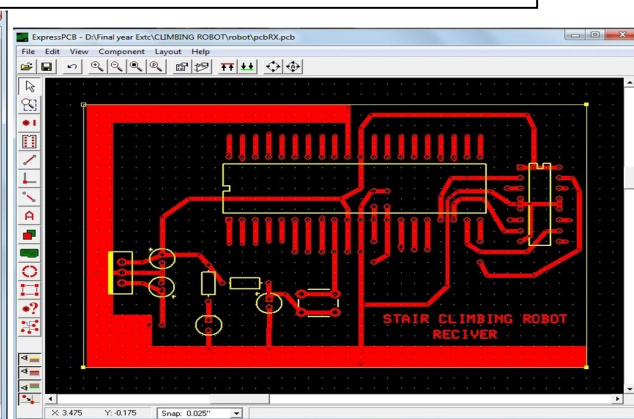 ExpressPCB - D:\Final year Extc\CLIMBING ROBOT\robot\pcbRX.pcb
File Edit View Component Layout Help
STAIR CLIMBING ROBOT
RECIVER
X: 3.475 Y: -0.175 Snap: 0.025"